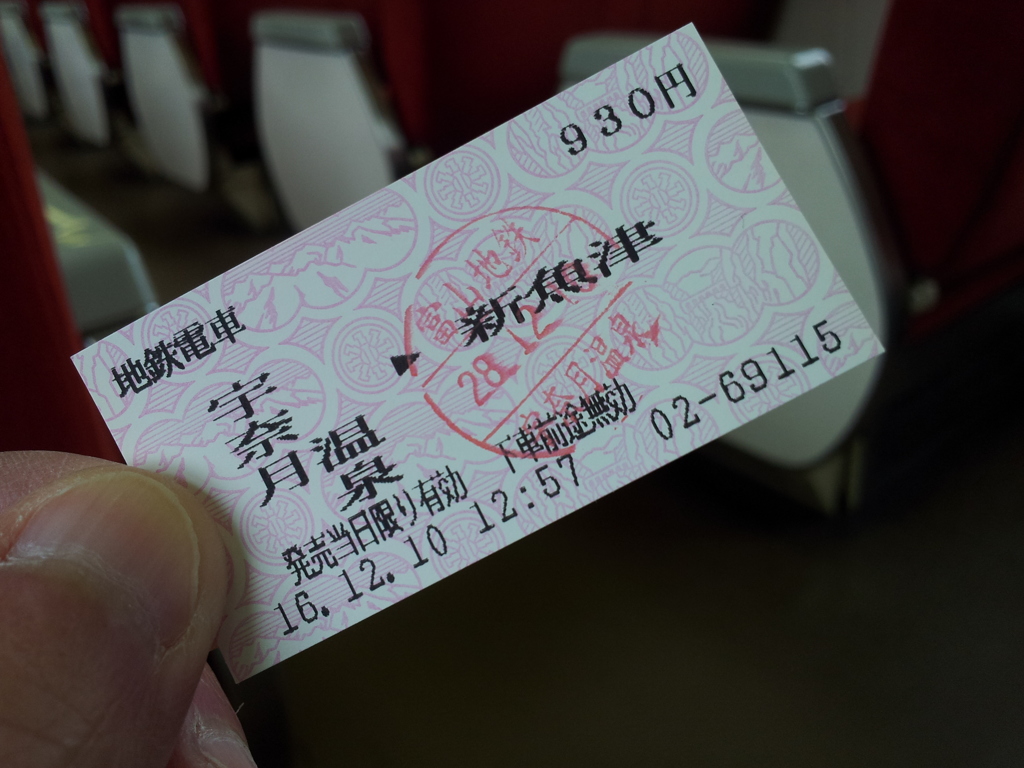 930円
地鉄電車
宇奈月温泉 ▶ 新魚津
富山地鉄
28.12.
宇奈月温泉
発売当日限り有効 下車前途無効
16.12.10 12:57 02-69115